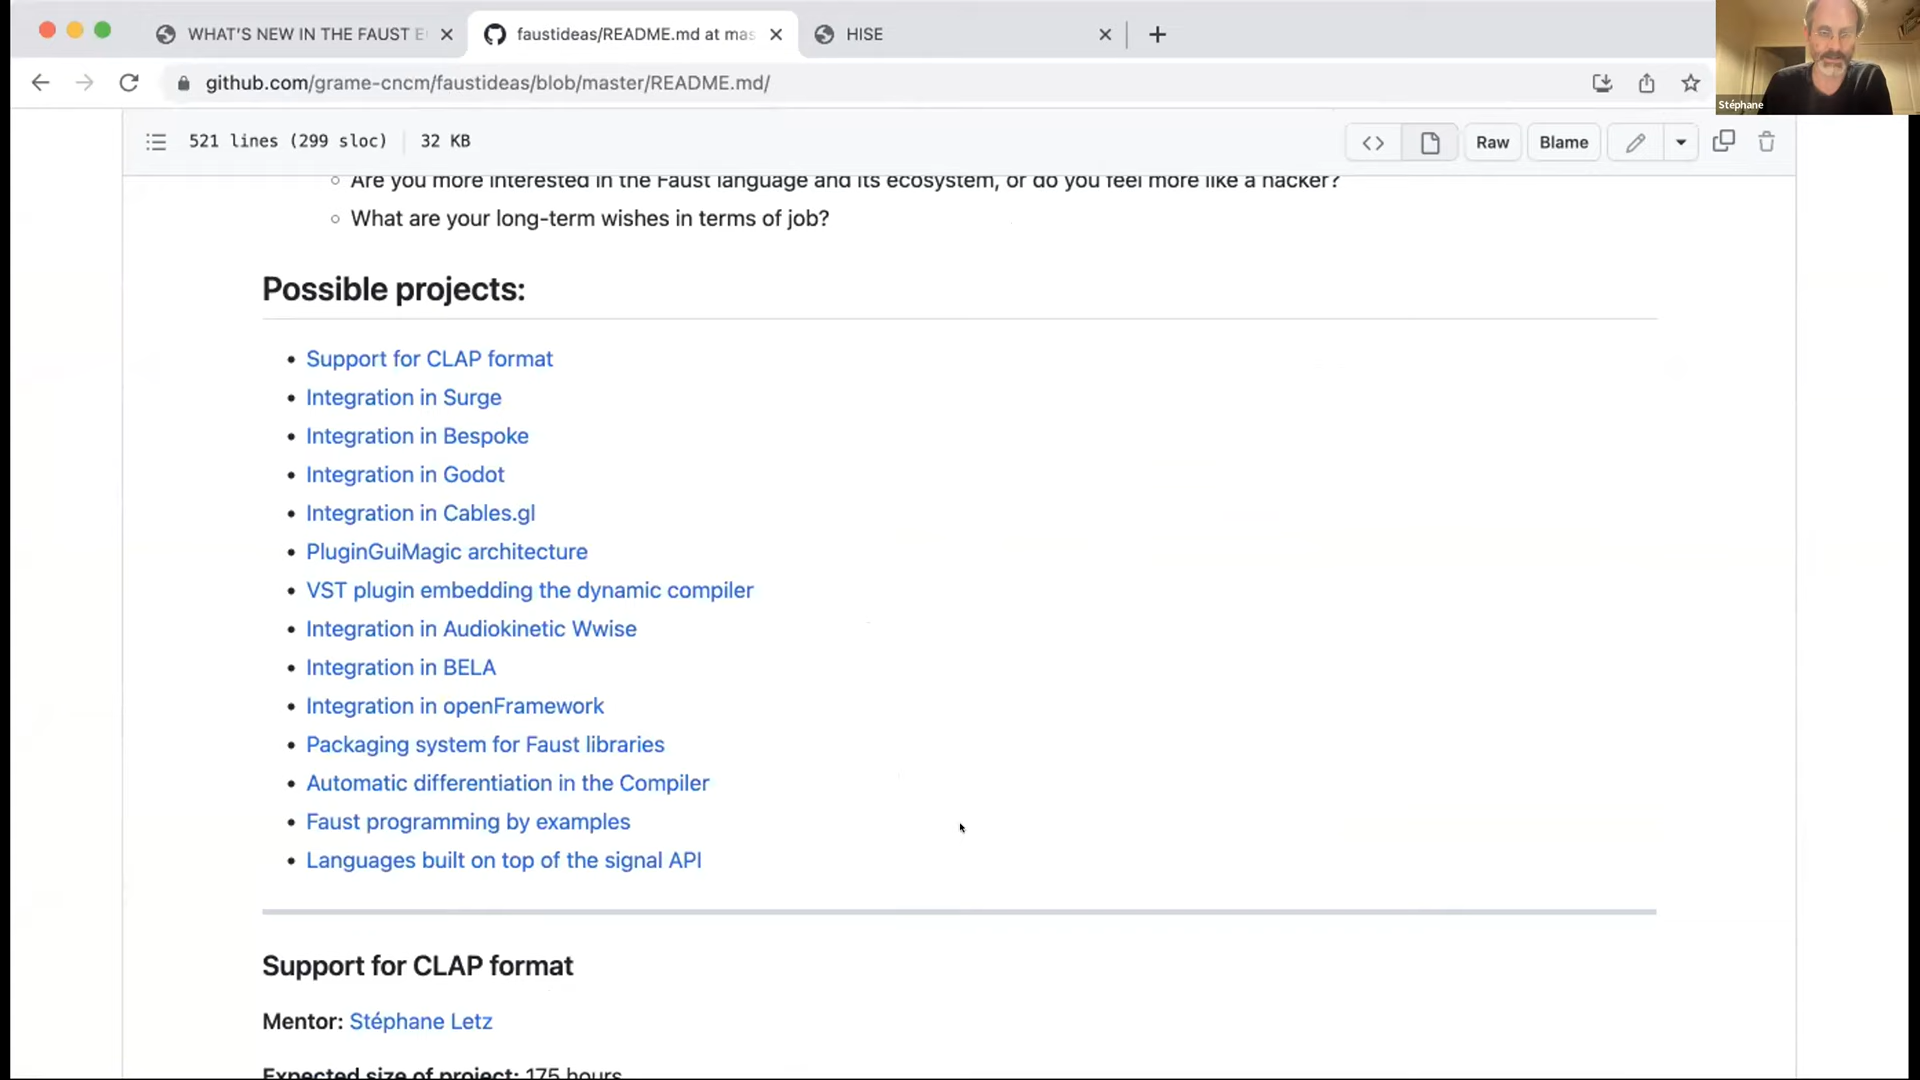 WHAT'S NEW IN THE FAUST E
faustideas/README.md at mas
HISE
github.com/grame-cncm/faustideas/blob/master/README.md/
Stéphane
521 lines (299 sloc)
32 KB
Raw
Blame
Are you more interested in the Faust language and its ecosystem, or do you feel more like a hacker?
What are your long-term wishes in terms of job?
Possible projects:
Support for CLAP format
Integration in Surge
Integration in Bespoke
Integration in Godot
Integration in Cables.gl
PluginGuiMagic architecture
VST plugin embedding the dynamic compiler
Integration in Audiokinetic Wwise
Integration in BELA
Integration in openFramework
Packaging system for Faust libraries
Automatic differentiation in the Compiler
Faust programming by examples
Languages built on top of the signal API
Support for CLAP format
Mentor: Stéphane Letz
Expected size of project: 175 hours